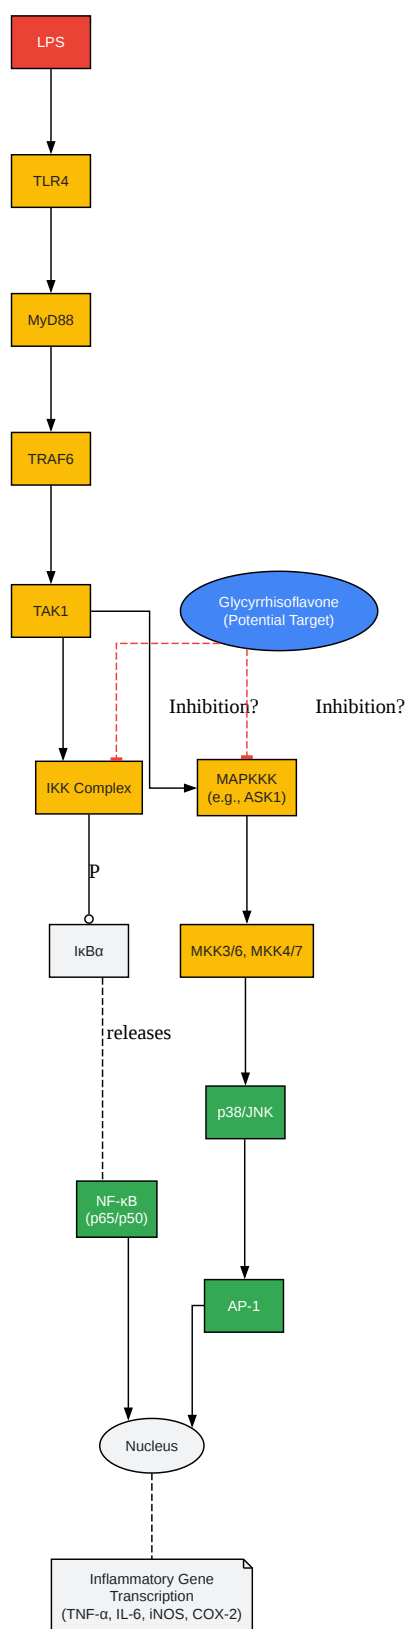 LPS
TLR4
MyD88
TRAF6
TAK1
Glycyrrhisoflavone
(Potential Target)
Inhibition?
Inhibition?
IKK Complex
MAPKKK
(e.g., ASK1)
P
IκBα
MKK3/6, MKK4/7
releases
p38/JNK
NF-κB
(p65/p50)
AP-1
Nucleus
Inflammatory Gene
Transcription
(TNF-α, IL-6, iNOS, COX-2)